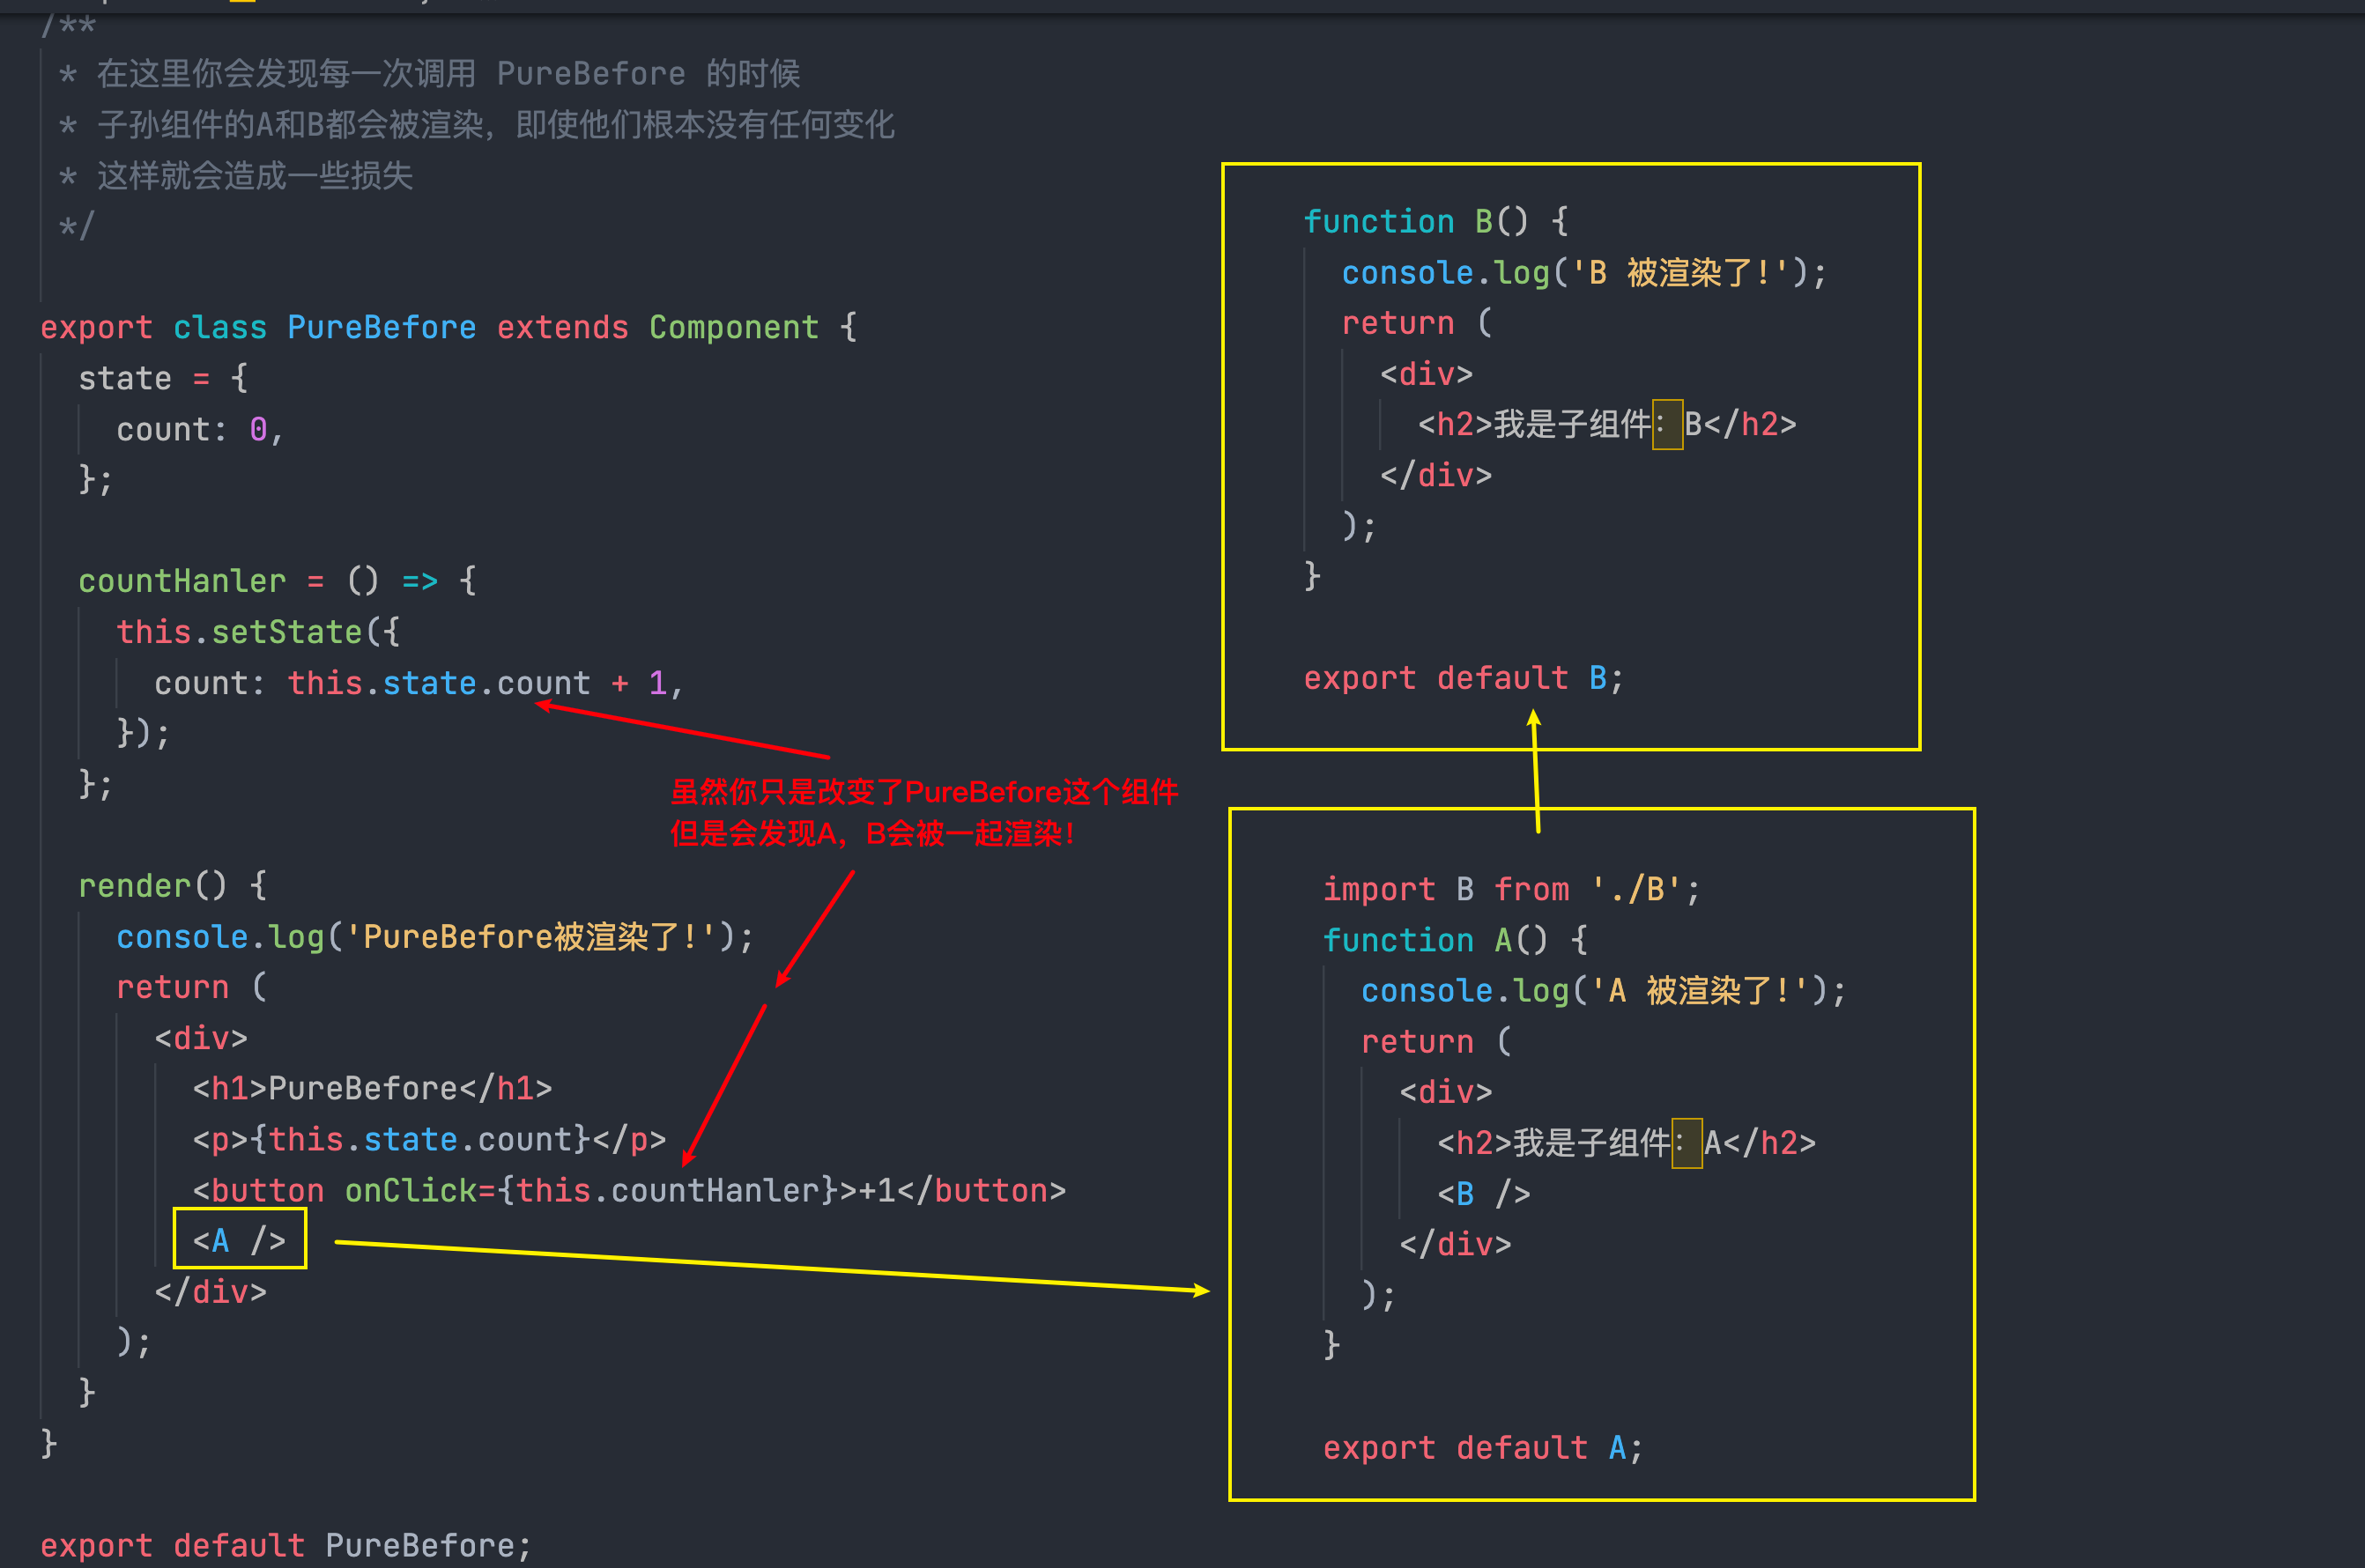 /**
* 在这里你会发现每一次调用 PureBefore 的时候
* 子孙组件的A和B都会被渲染，即使他们根本没有任何变化
* 这样就会造成一些损失
*/
export class PureBefore extends Component {
state = {
count: 0,
};
countHanler = () => {
this.setState({
count: this.state.count + 1,
});
};
render() {
console.log('PureBefore被渲染了!');
return (
<div>
<h1>PureBefore</h1>
<p>{this.state.count}</p>
<button onClick={this.countHanler}>+1</button>
<A />
</div>
);
}
}
export default PureBefore;
虽然你只是改变了PureBefore这个组件
但是会发现A，B会被一起渲染！
function B() {
console.log('B 被渲染了!');
return (
<div>
<h2>我是子组件：B</h2>
</div>
);
}
export default B;
import B from './B';
function A() {
console.log('A 被渲染了!');
return (
<div>
<h2>我是子组件：A</h2>
<B />
</div>
);
}
export default A;